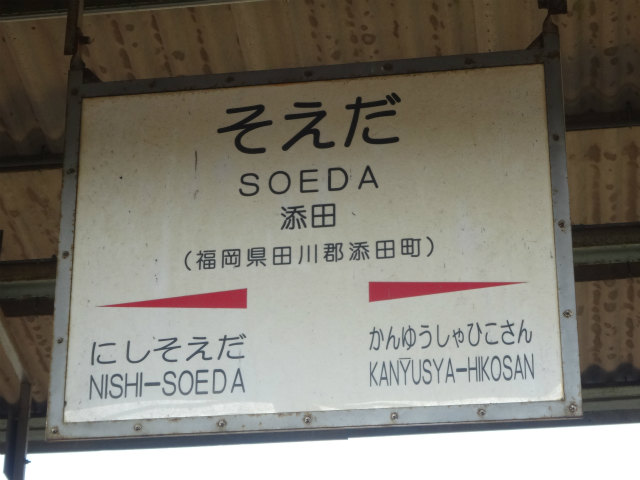 そえだ
SOEDA
添田
(福岡県田川郡添田町)
にしそえだ
NISHI-SOEDA
かんゆうしゃひこさん
KANYŪSYA-HIKOSAN